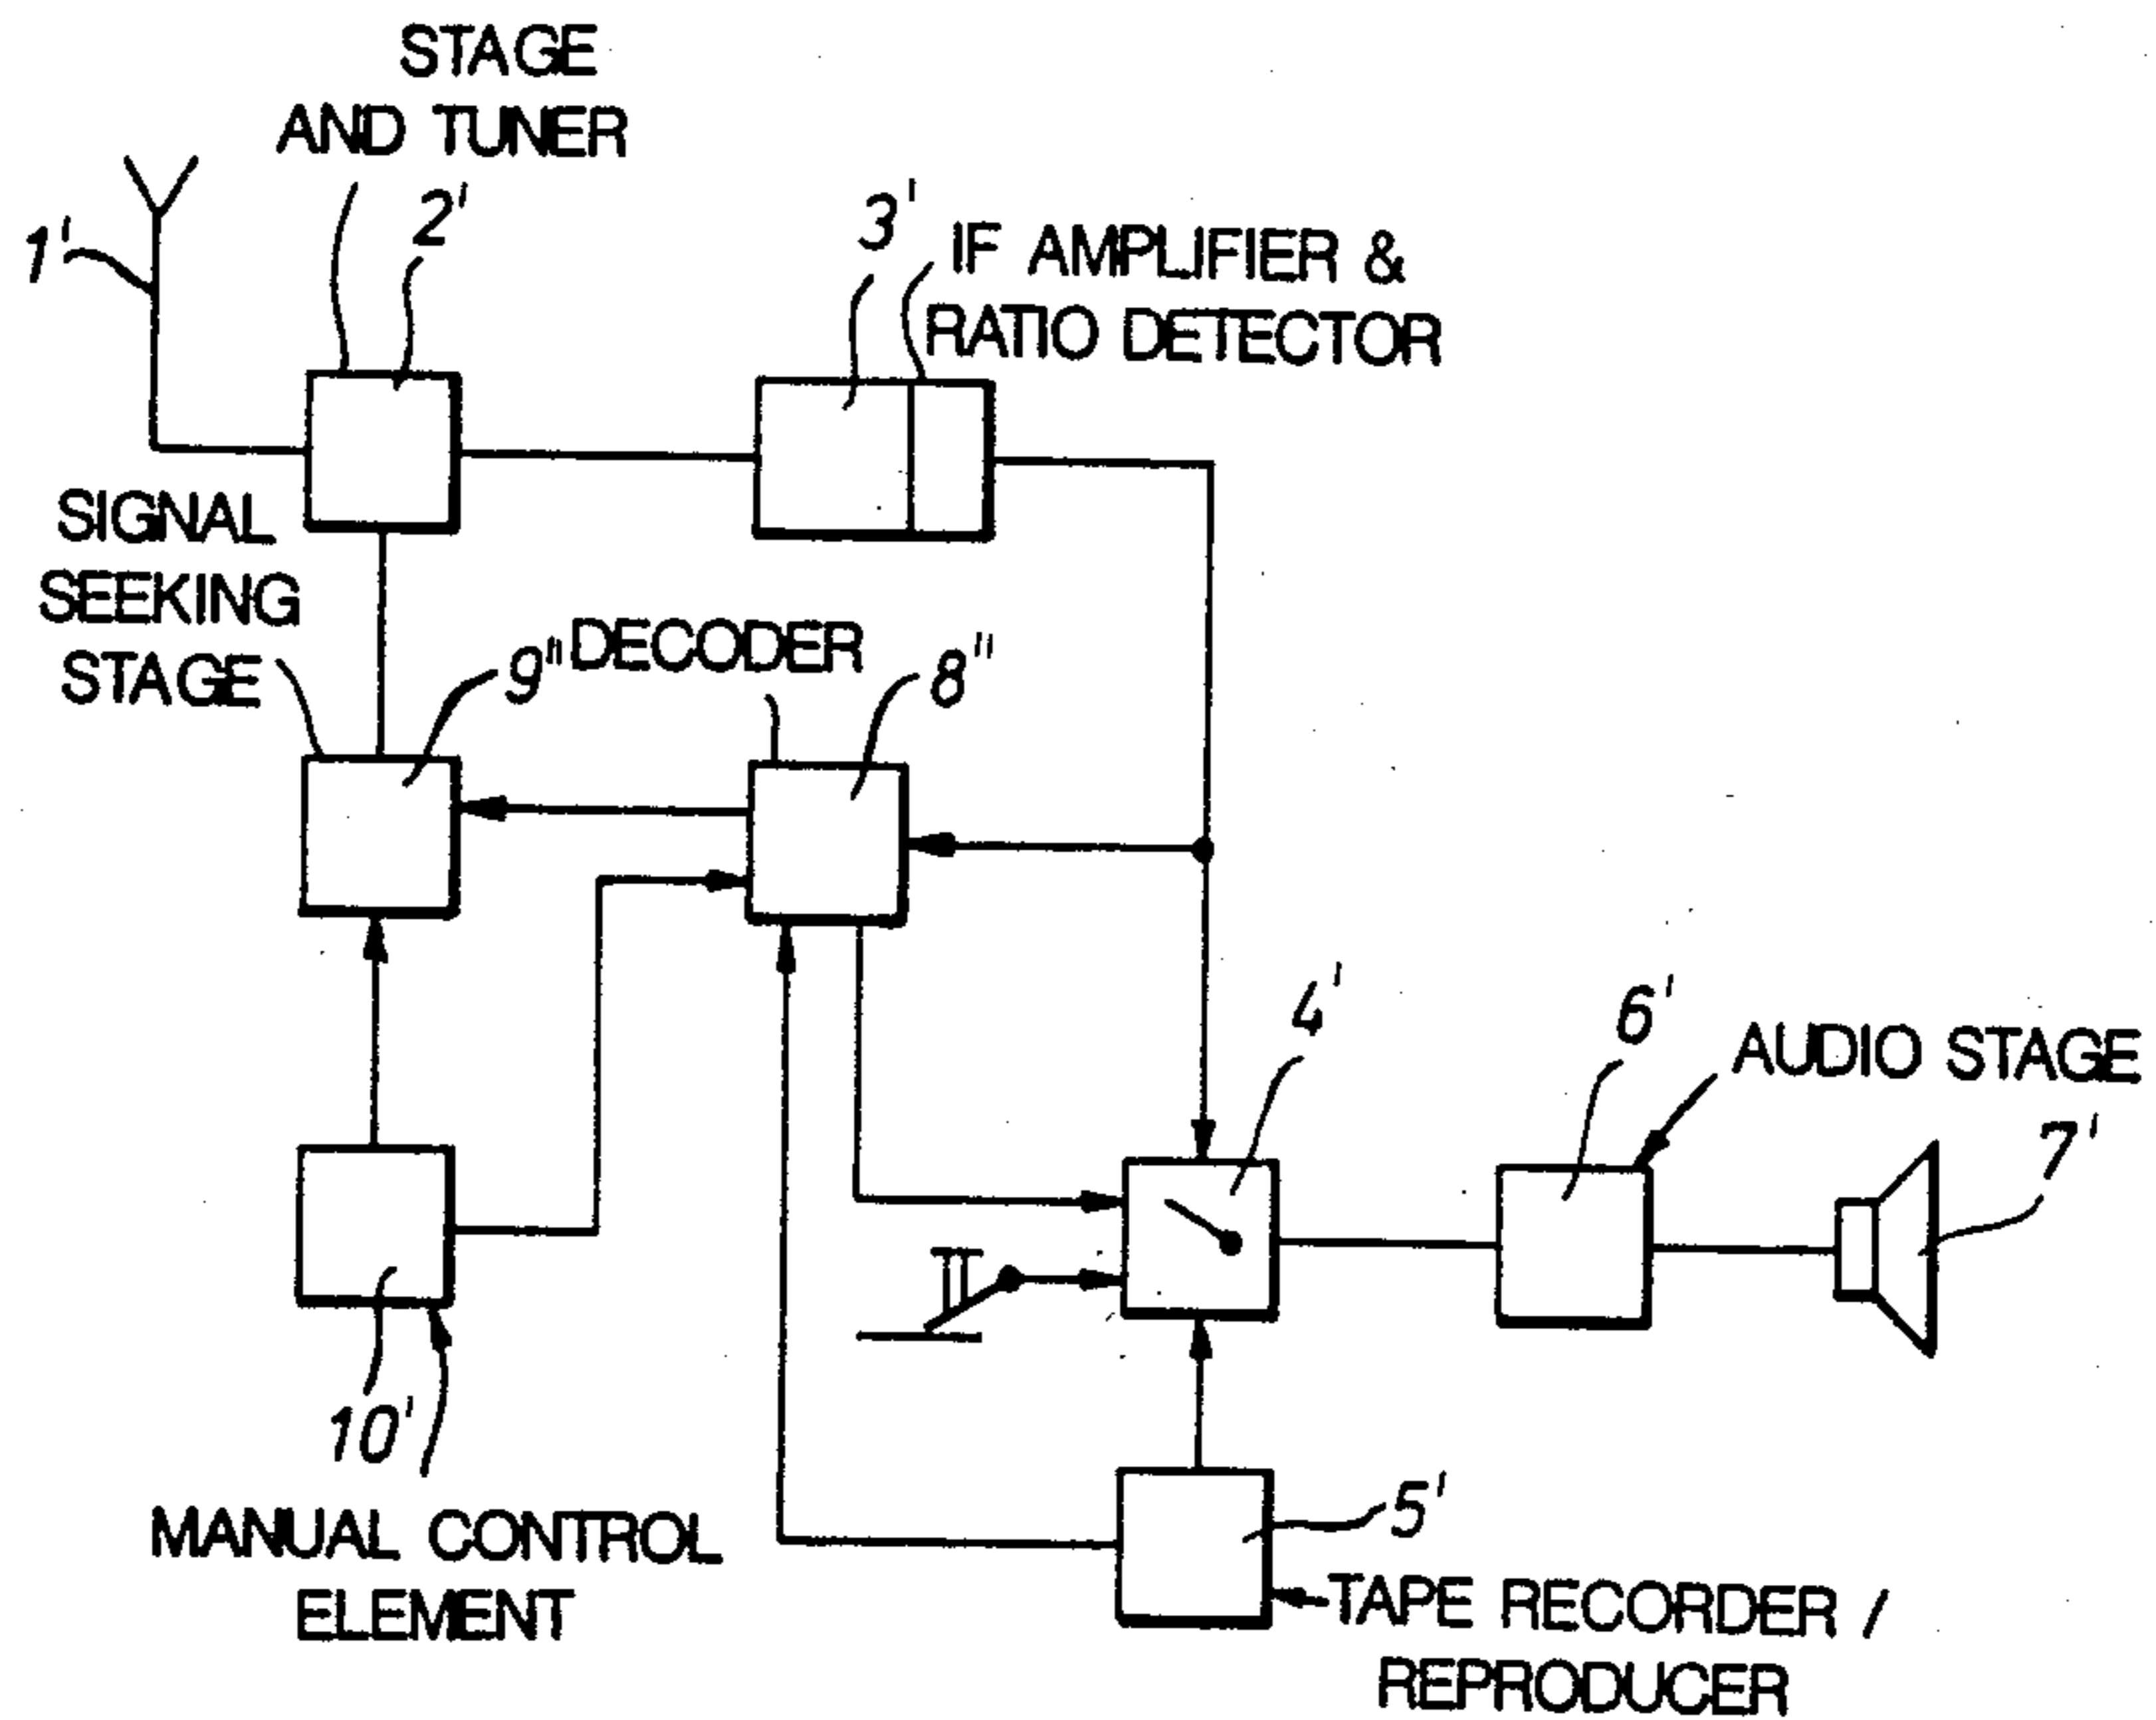 STAGE
AND TUNER
2'
1'
3'
IF AMPLIFIER &
RATIO DETECTOR
SIGNAL
SEEKING
STAGE
9"
DECODER
8"
4'
6'
AUDIO STAGE
7'
10'
MANUAL CONTROL
ELEMENT
5'
TAPE RECORDER /
REPRODUCER